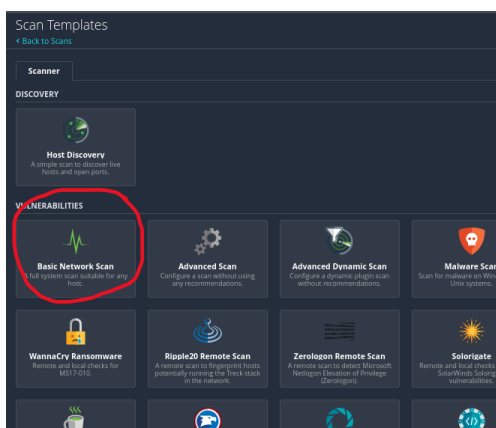 Scan Templates
< Back to Scans
Scanner
DISCOVERY
Host Discovery
A simple scan to discover live
hosts and open ports.
VULNERABILITIES
Basic Network Scan
A full system scan suitable for any
host.
Advanced Scan
Configure a scan without using
any recommendations.
Advanced Dynamic Scan
Configure a dynamic plugin scan
without recommendations.
Malware Scan
Scan for malware on Win
Unix systems.
WannaCry Ransomware
Remote and local checks for
MS17-010.
Ripple20 Remote Scan
A remote scan to fingerprint hosts
potentially running the Treck stack
in the network.
Zerologon Remote Scan
A remote scan to detect Microsoft
Netlogon Elevation of Privilege
(Zerologon).
Solorigate
Remote and local checks
SolarWinds Solorig
vulnerabilities.